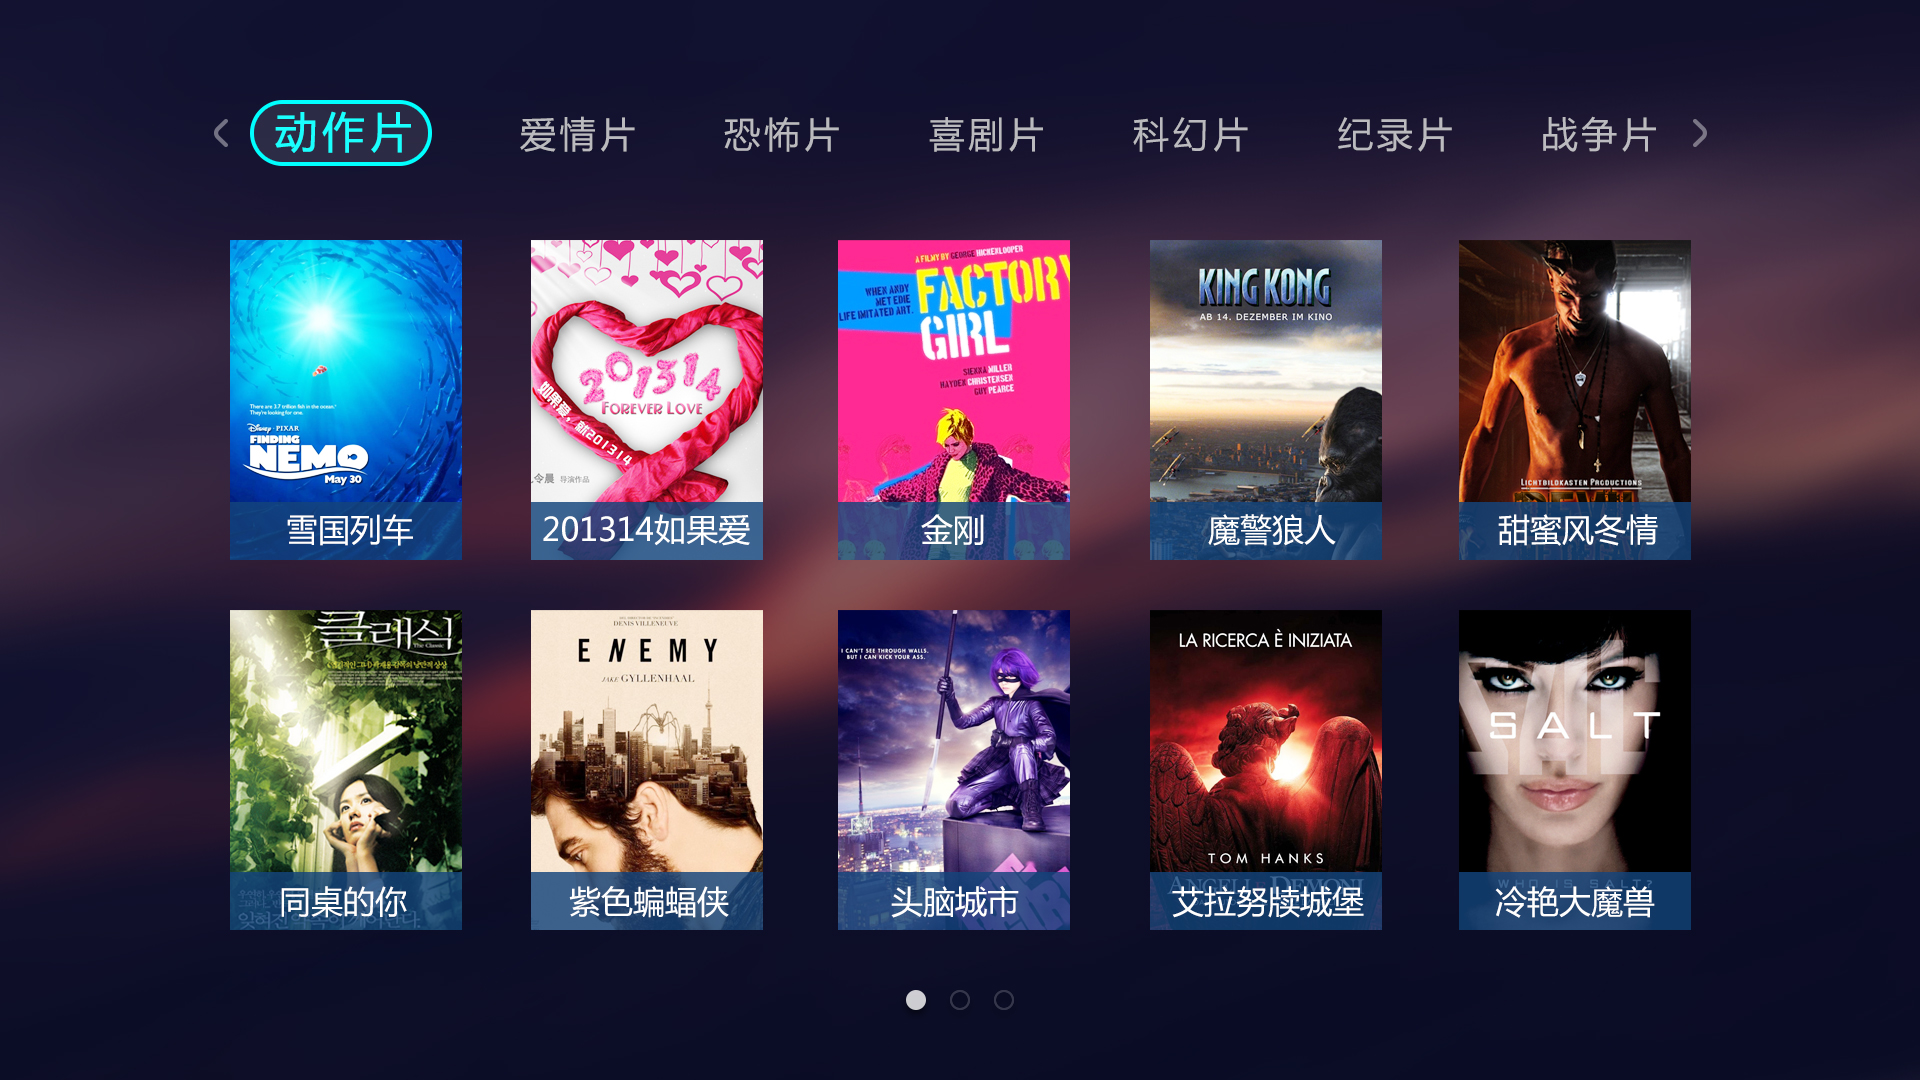 动作片
爱情片
恐怖片
喜剧片
科幻片
纪录片
战争片
There are 3.7 trillion fish in the ocean.
They're looking for one.
Disney · PIXAR
FINDING
NEMO
May 30
雪国列车
201314
FOREVER LOVE
如果爱，就201314
令晨 导演作品
201314如果爱
A FILM BY GEORGE HICKENLOOPER
FACTORY
GIRL
WHEN ANDY
MET EDIE
LIFE IMITATED ART.
SIENNA MILLER
HAYDEN CHRISTENSEN
GUY PEARCE
金刚
KING KONG
AB 14. DEZEMBER IM KINO
魔警狼人
LICHTBILDKASTEN PRODUCTIONS
甜蜜风冬情
클래식
The Classic
同桌的你
DENIS VILLENEUVE
ENEMY
JAKE GYLLENHAAL
紫色蝙蝠侠
I CAN'T SEE THROUGH WALLS.
BUT I CAN KICK YOUR ASS.
头脑城市
LA RICERCA È INIZIATA
TOM HANKS
艾拉努牍城堡
SALT
WHO IS SALT?
冷艳大魔兽